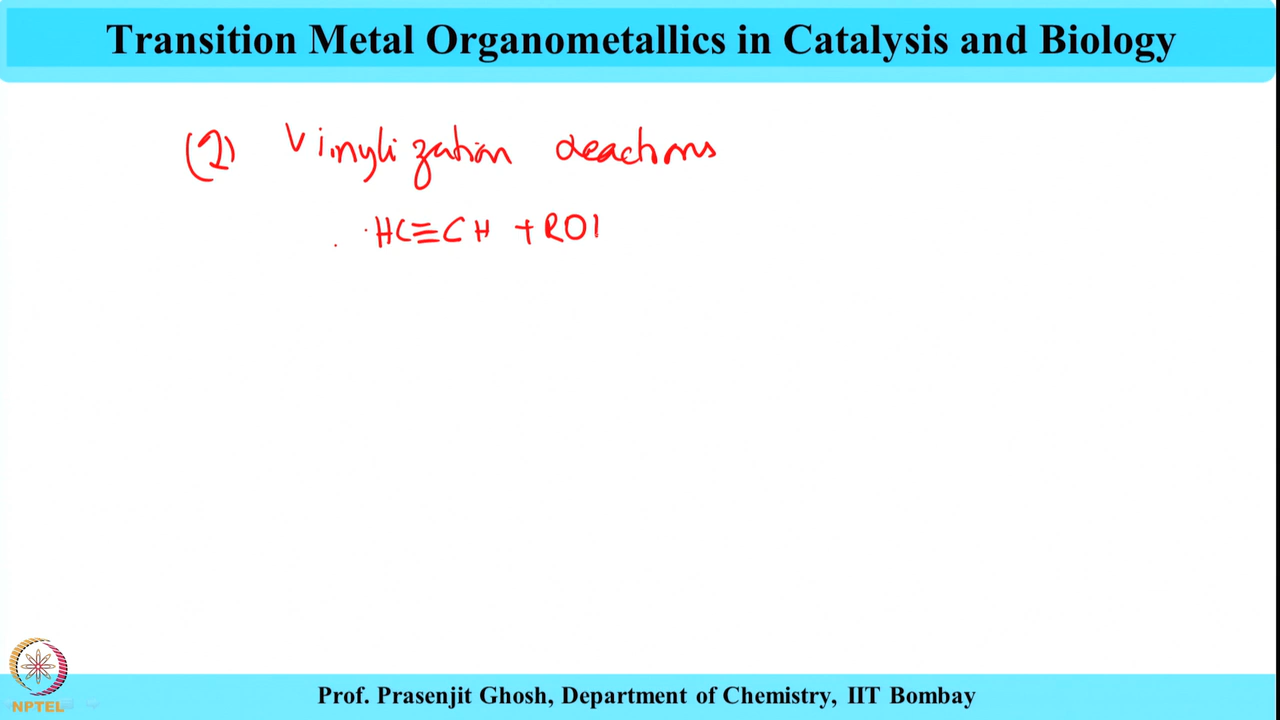 Transition Metal Organometallics in Catalysis and Biology
(2) Vinylization reactions
HC≡CH + ROI
Prof. Prasenjit Ghosh, Department of Chemistry, IIT Bombay
NPTEL